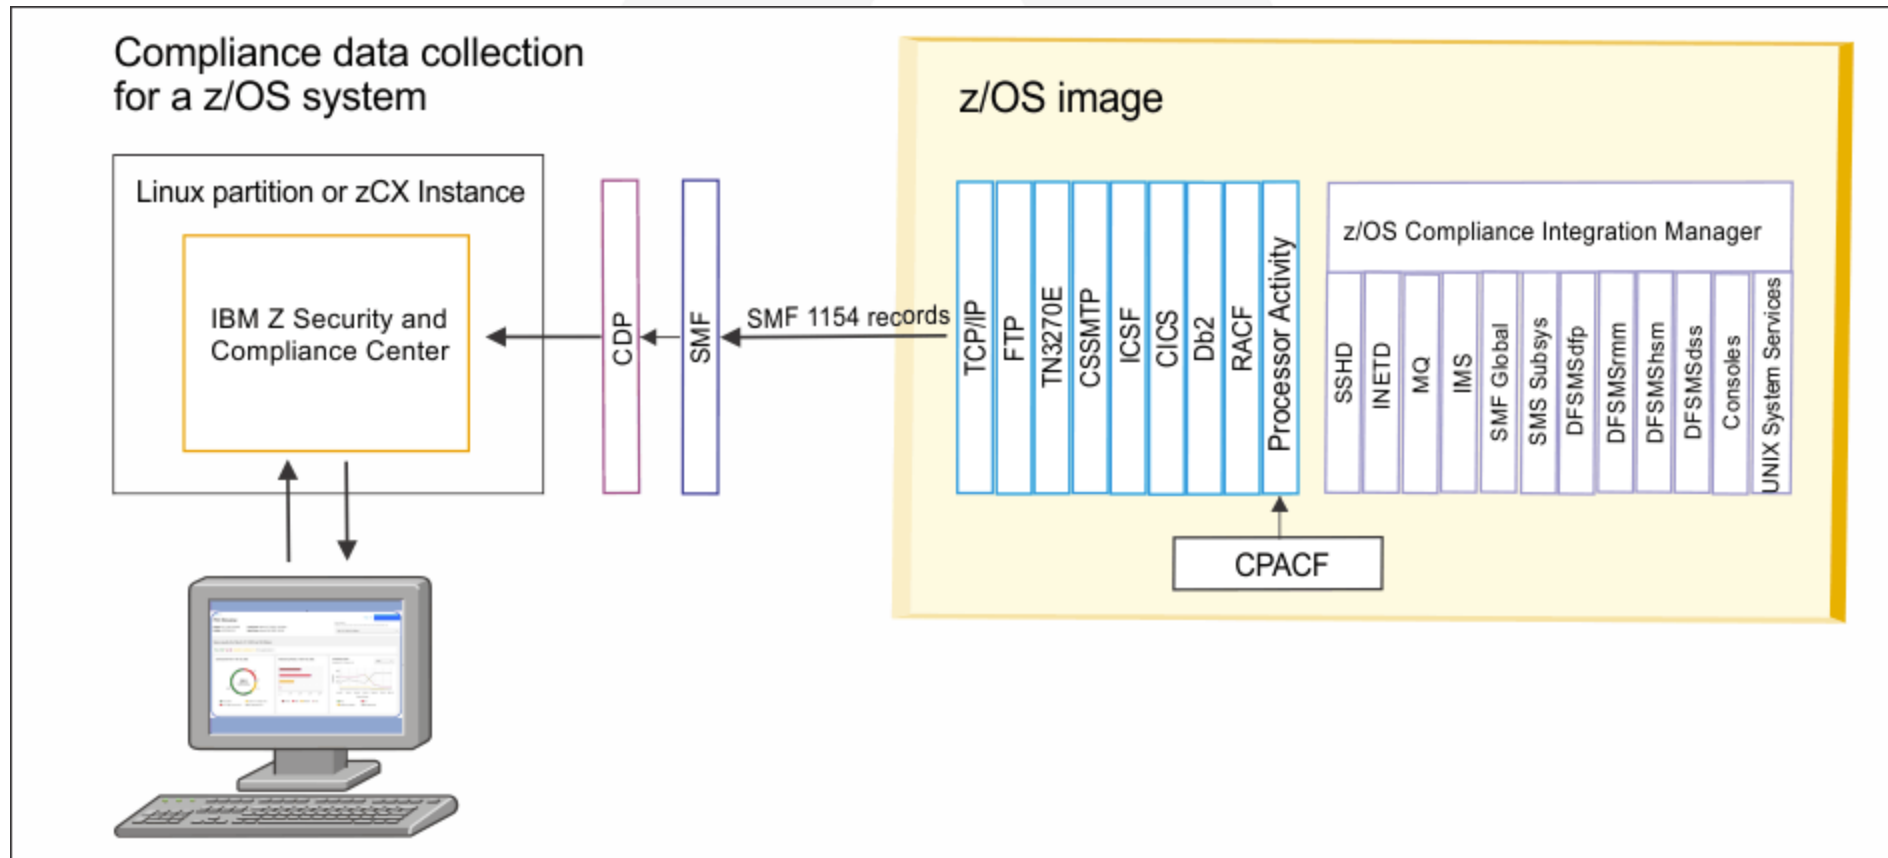 Compliance data collection
for a z/OS system
z/OS image
Linux partition or zCX Instance
IBM Z Security and
Compliance Center
CDP
SMF
SMF 1154 records
TCP/IP
FTP
TN3270E
CSSMTP
ICSF
CICS
Db2
RACF
Processor Activity
z/OS Compliance Integration Manager
SSHD
INETD
MQ
IMS
SMF Global
SMS Subsys
DFSMSdfp
DFSMSrmm
DFSMShsm
DFSMSdss
Consoles
UNIX System Services
CPACF